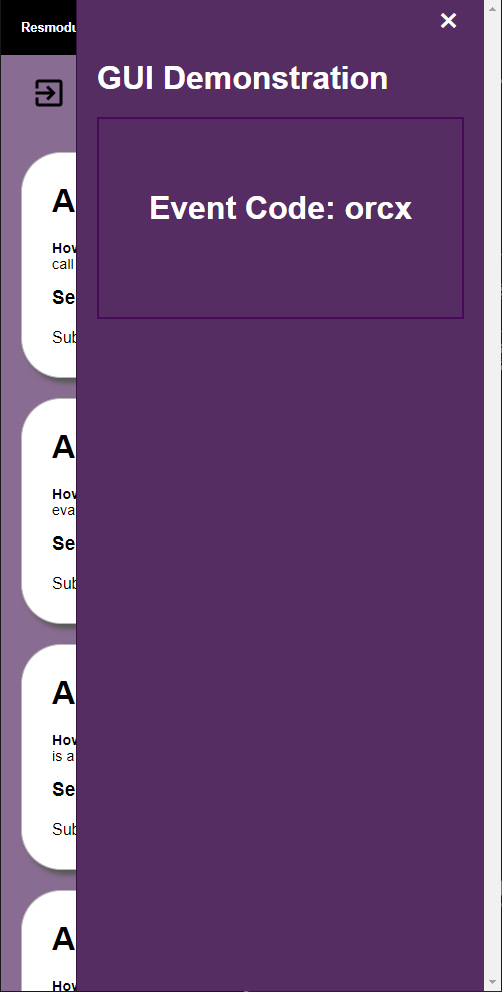 Resmodu
✕
GUI Demonstration
Event Code: orcx
A
How
call
Se
Sub
A
How
eva
Se
Sub
A
How
is a
Se
Sub
A
How